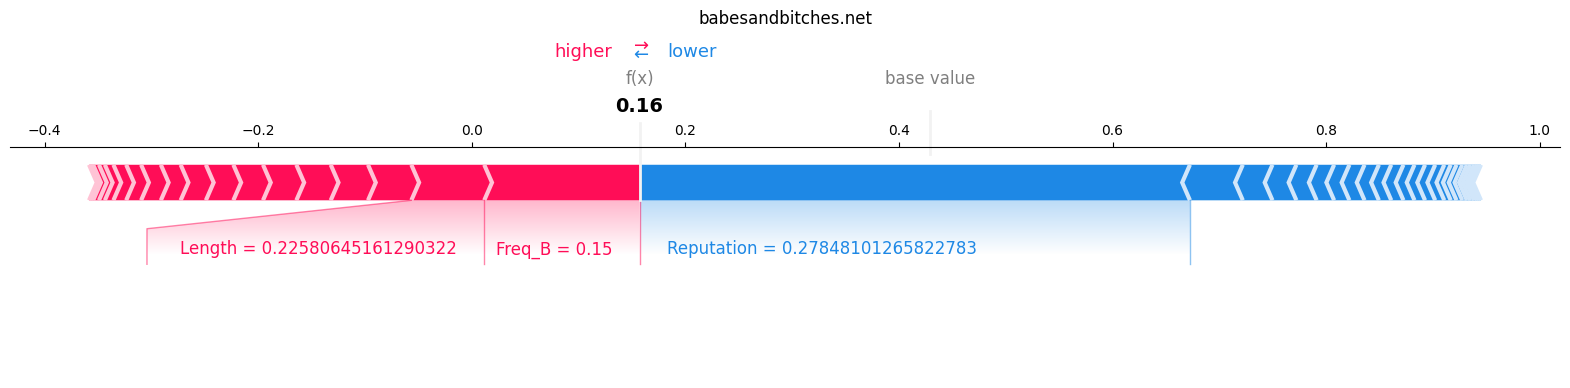 babesandbitches.net
higher ⇄ lower
f(x) base value
0.16
−0.4 −0.2 0.0 0.2 0.4 0.6 0.8 1.0
Length = 0.22580645161290322 Freq_B = 0.15 Reputation = 0.27848101265822783